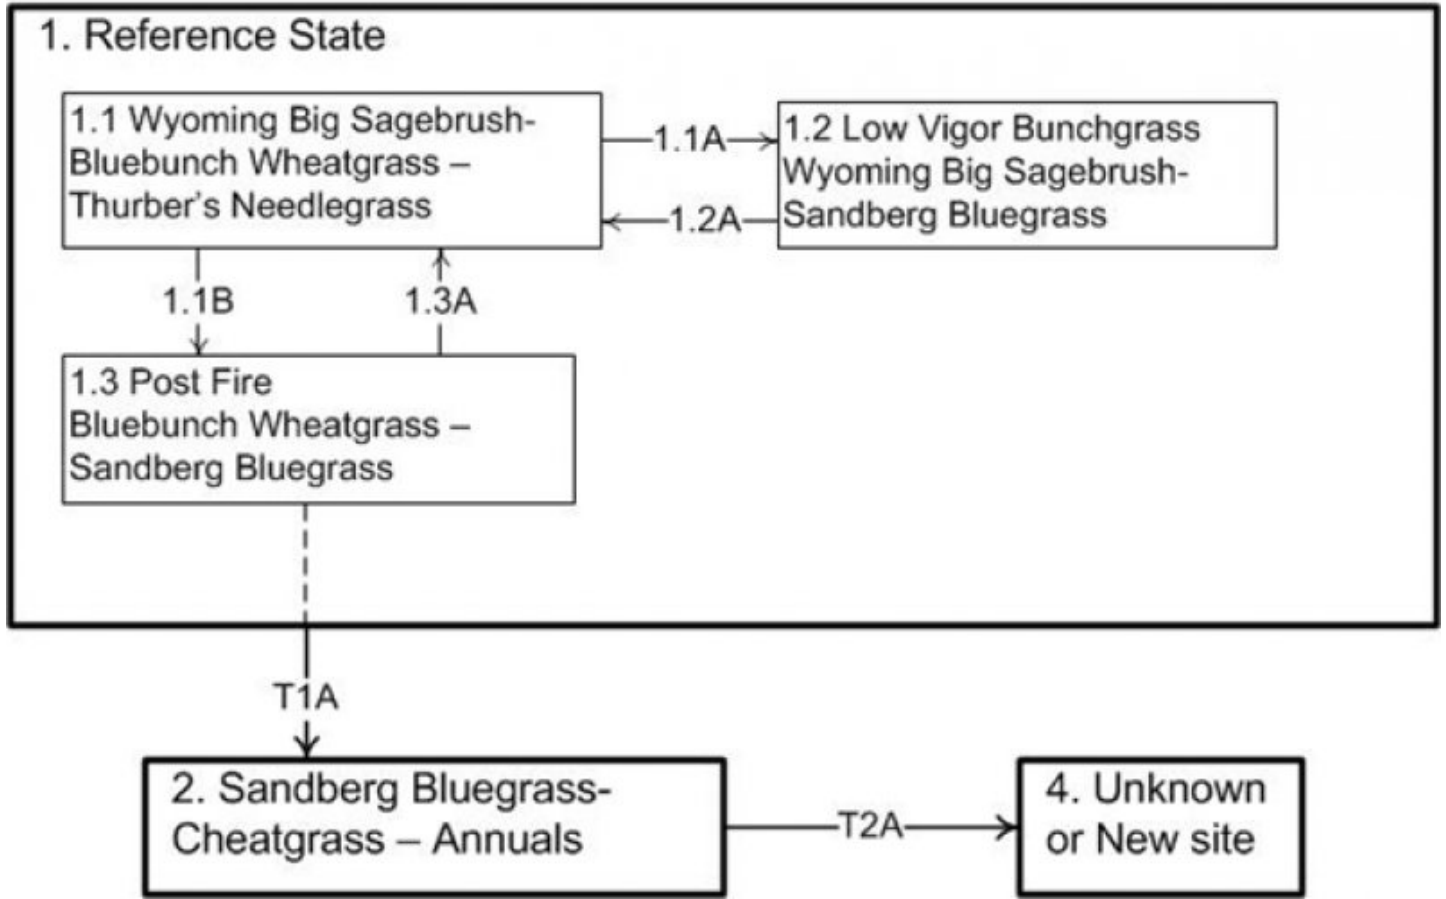 1. Reference State
1.1 Wyoming Big Sagebrush-
Bluebunch Wheatgrass –
Thurber's Needlegrass
1.1A
1.2A
1.2 Low Vigor Bunchgrass
Wyoming Big Sagebrush-
Sandberg Bluegrass
1.1B
1.3A
1.3 Post Fire
Bluebunch Wheatgrass –
Sandberg Bluegrass
T1A
2. Sandberg Bluegrass-
Cheatgrass – Annuals
T2A
4. Unknown
or New site